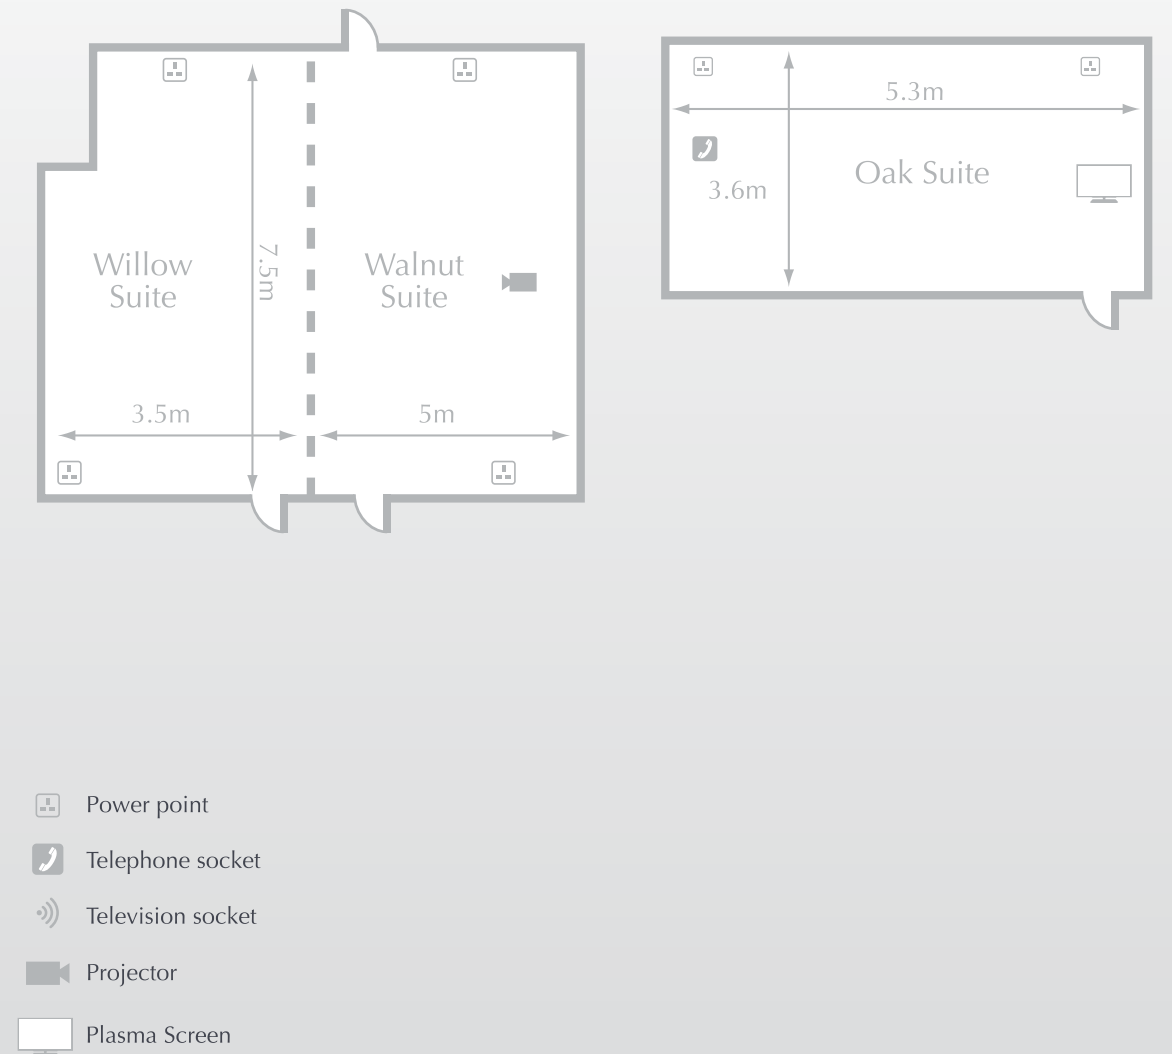 Willow
Suite
7.5m
3.5m
Walnut
Suite
5m
5.3m
3.6m
Oak Suite
Power point
Telephone socket
Television socket
Projector
Plasma Screen